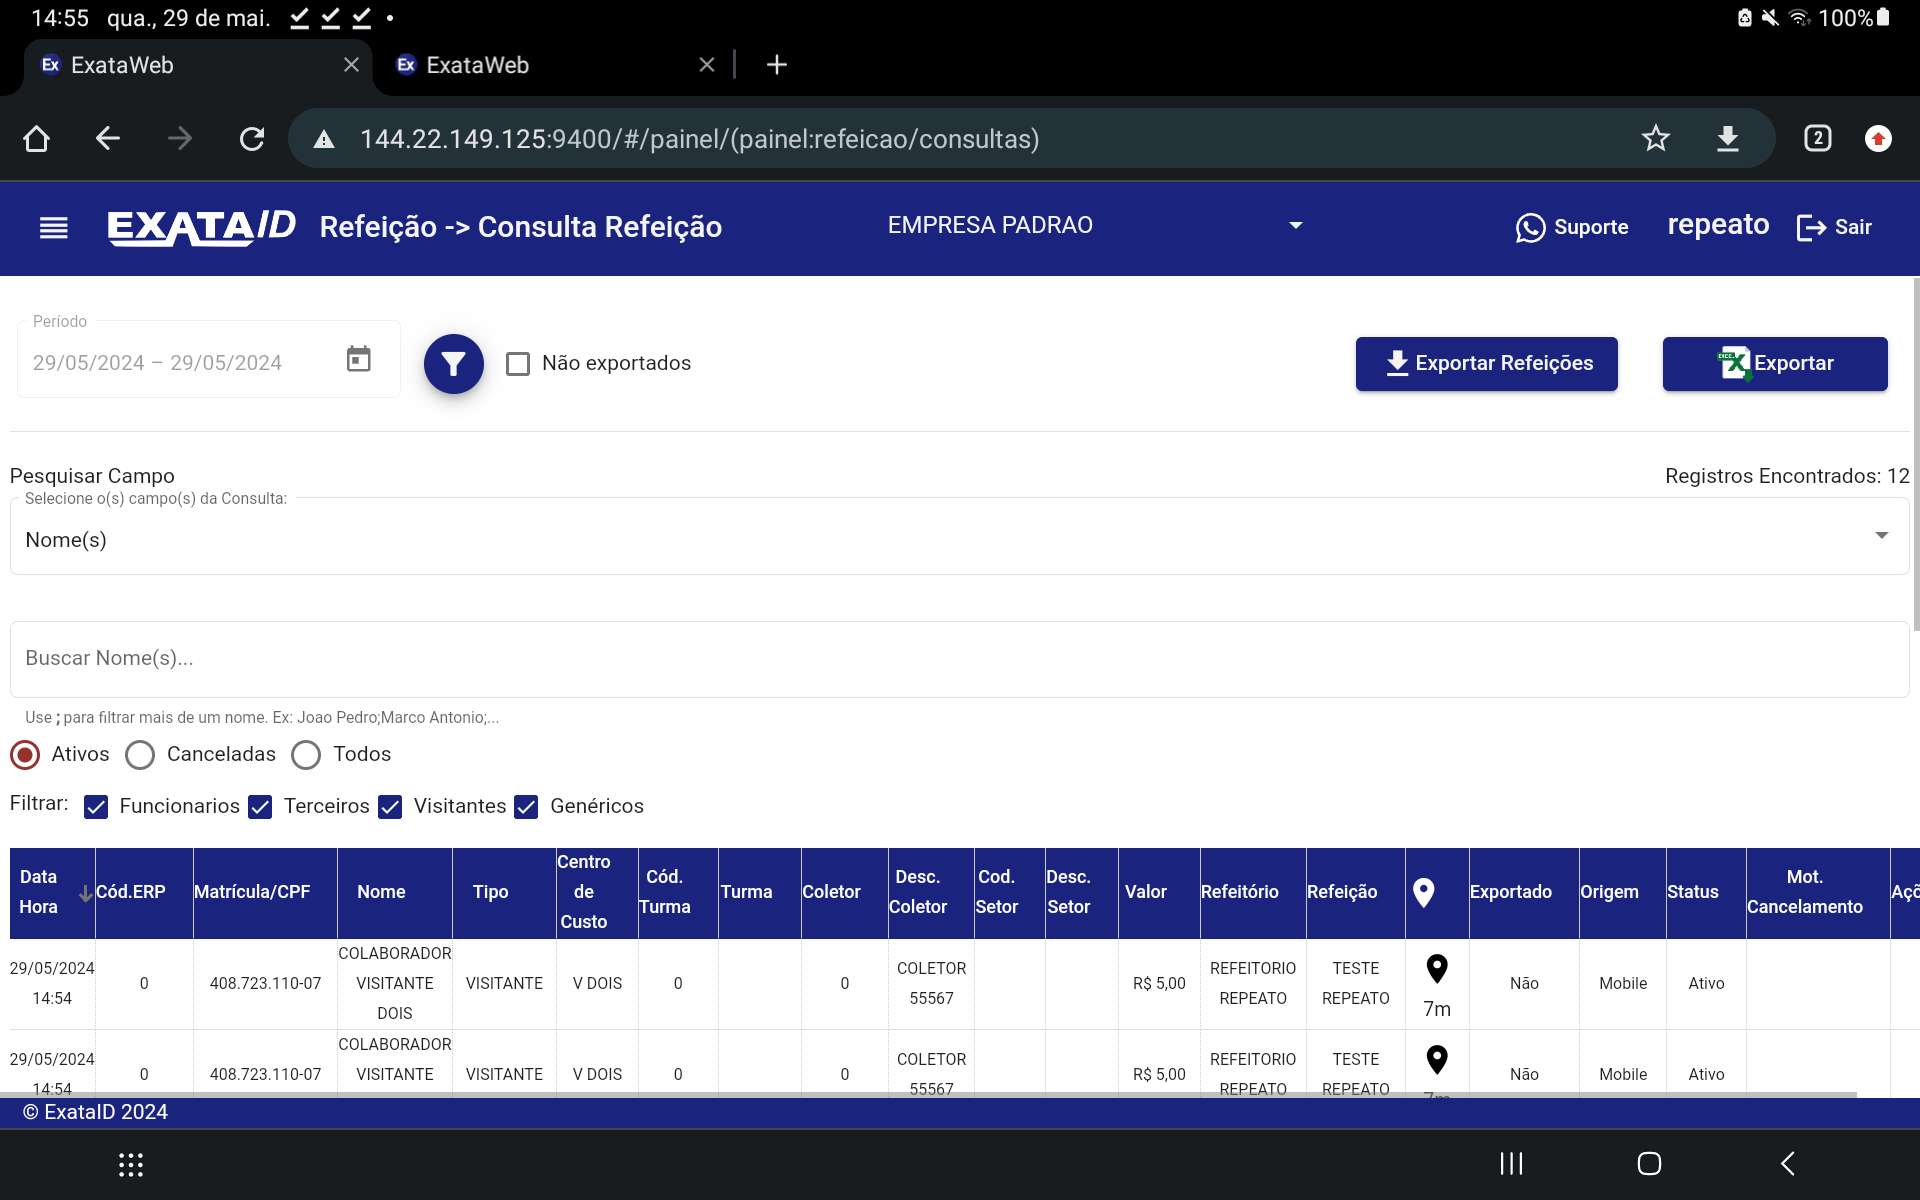 14:55 qua., 29 de mai.
100%
Ex ExataWeb
Ex ExataWeb
144.22.149.125:9400/#/painel/(painel:refeicao/consultas)
2
EXATAID Refeição -> Consulta Refeição EMPRESA PADRAO Suporte repeato Sair
Período
29/05/2024 – 29/05/2024
Não exportados
Exportar Refeições
Exportar
Pesquisar Campo
Registros Encontrados: 12
Selecione o(s) campo(s) da Consulta:
Nome(s)
Buscar Nome(s)...
Use ; para filtrar mais de um nome. Ex: Joao Pedro;Marco Antonio;...
Ativos Canceladas Todos
Filtrar: Funcionarios Terceiros Visitantes Genéricos
Data Hora Cód.ERP Matrícula/CPF Nome Tipo Centro de Custo Cód. Turma Turma Coletor Desc. Coletor Cod. Setor Desc. Setor Valor Refeitório Refeição Exportado Origem Status Mot. Cancelamento Açõ
29/05/2024 14:54 0 408.723.110-07 COLABORADOR VISITANTE DOIS VISITANTE V DOIS 0 0 COLETOR 55567 R$ 5,00 REFEITORIO REPEATO TESTE REPEATO 7m Não Mobile Ativo
29/05/2024 14:54 0 408.723.110-07 COLABORADOR VISITANTE VISITANTE V DOIS 0 0 COLETOR 55567 R$ 5,00 REFEITORIO REPEATO TESTE REPEATO 7m Não Mobile Ativo
© ExataID 2024